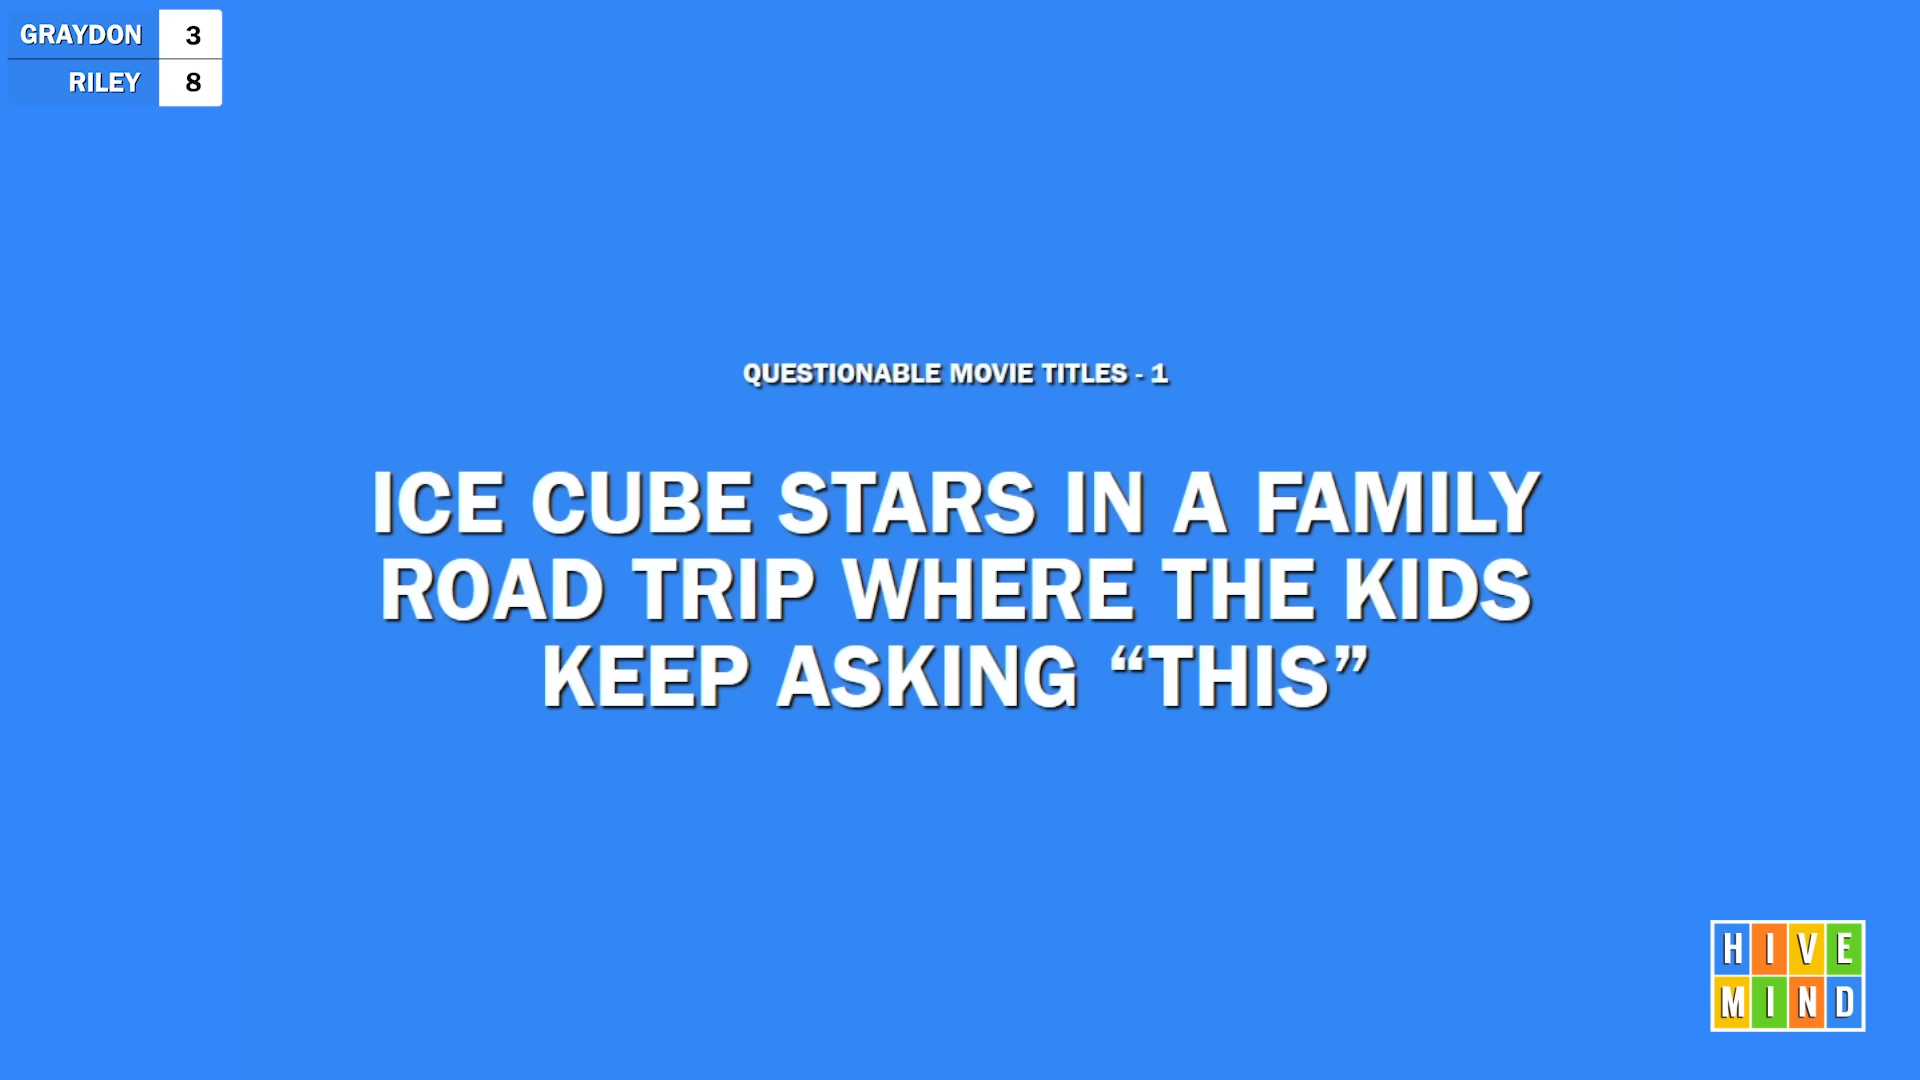 GRAYDON 3
RILEY 8
QUESTIONABLE MOVIE TITLES - 1
ICE CUBE STARS IN A FAMILY
ROAD TRIP WHERE THE KIDS
KEEP ASKING “THIS”
HIVE
MIND